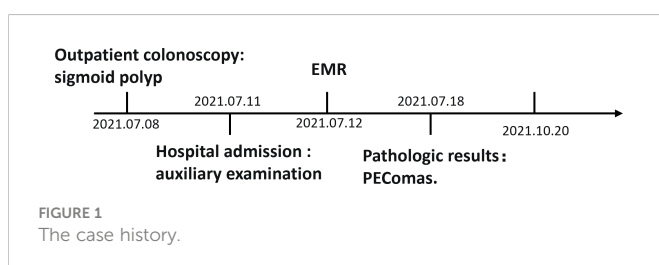 Outpatient colonoscopy:
sigmoid polyp
EMR
2021.07.11
2021.07.18
2021.07.08
2021.07.12
2021.10.20
Hospital admission :
auxiliary examination
Pathologic results:
PEComas.
FIGURE 1
The case history.